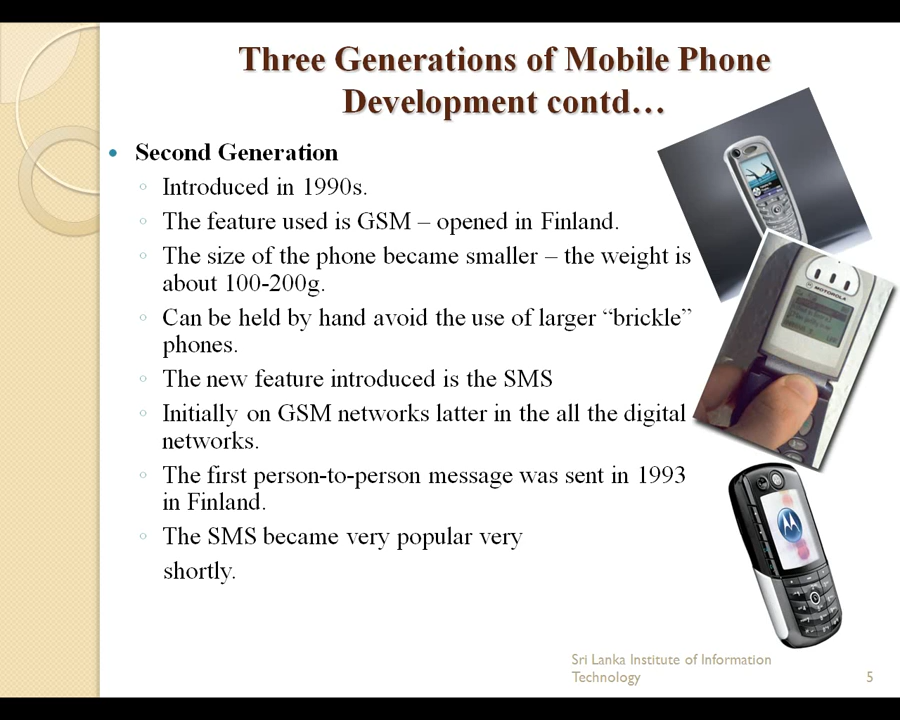 Three Generations of Mobile Phone
Development contd…
Second Generation
Introduced in 1990s.
The feature used is GSM – opened in Finland.
The size of the phone became smaller – the weight is
about 100-200g.
Can be held by hand avoid the use of larger “brickle”
phones.
The new feature introduced is the SMS
Initially on GSM networks latter in the all the digital
networks.
The first person-to-person message was sent in 1993
in Finland.
The SMS became very popular very
shortly.
MOTOROLA
Sri Lanka Institute of Information
Technology
5